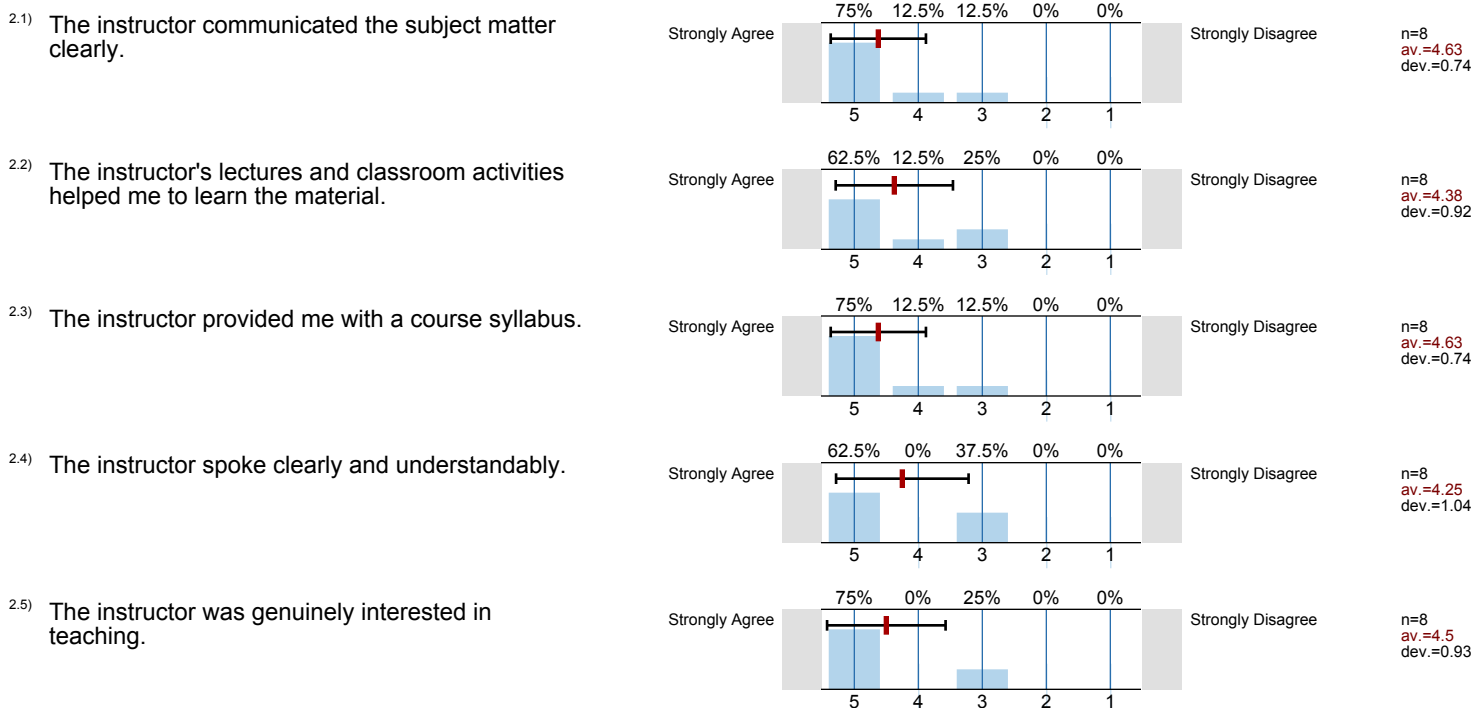 2.1) The instructor communicated the subject matter
clearly.
75% 12.5% 12.5% 0% 0%
Strongly Agree
Strongly Disagree
n=8
av.=4.63
dev.=0.74
5 4 3 2 1
2.2) The instructor's lectures and classroom activities
helped me to learn the material.
62.5% 12.5% 25% 0% 0%
Strongly Agree
Strongly Disagree
n=8
av.=4.38
dev.=0.92
5 4 3 2 1
2.3) The instructor provided me with a course syllabus.
75% 12.5% 12.5% 0% 0%
Strongly Agree
Strongly Disagree
n=8
av.=4.63
dev.=0.74
5 4 3 2 1
2.4) The instructor spoke clearly and understandably.
62.5% 0% 37.5% 0% 0%
Strongly Agree
Strongly Disagree
n=8
av.=4.25
dev.=1.04
5 4 3 2 1
2.5) The instructor was genuinely interested in
teaching.
75% 0% 25% 0% 0%
Strongly Agree
Strongly Disagree
n=8
av.=4.5
dev.=0.93
5 4 3 2 1